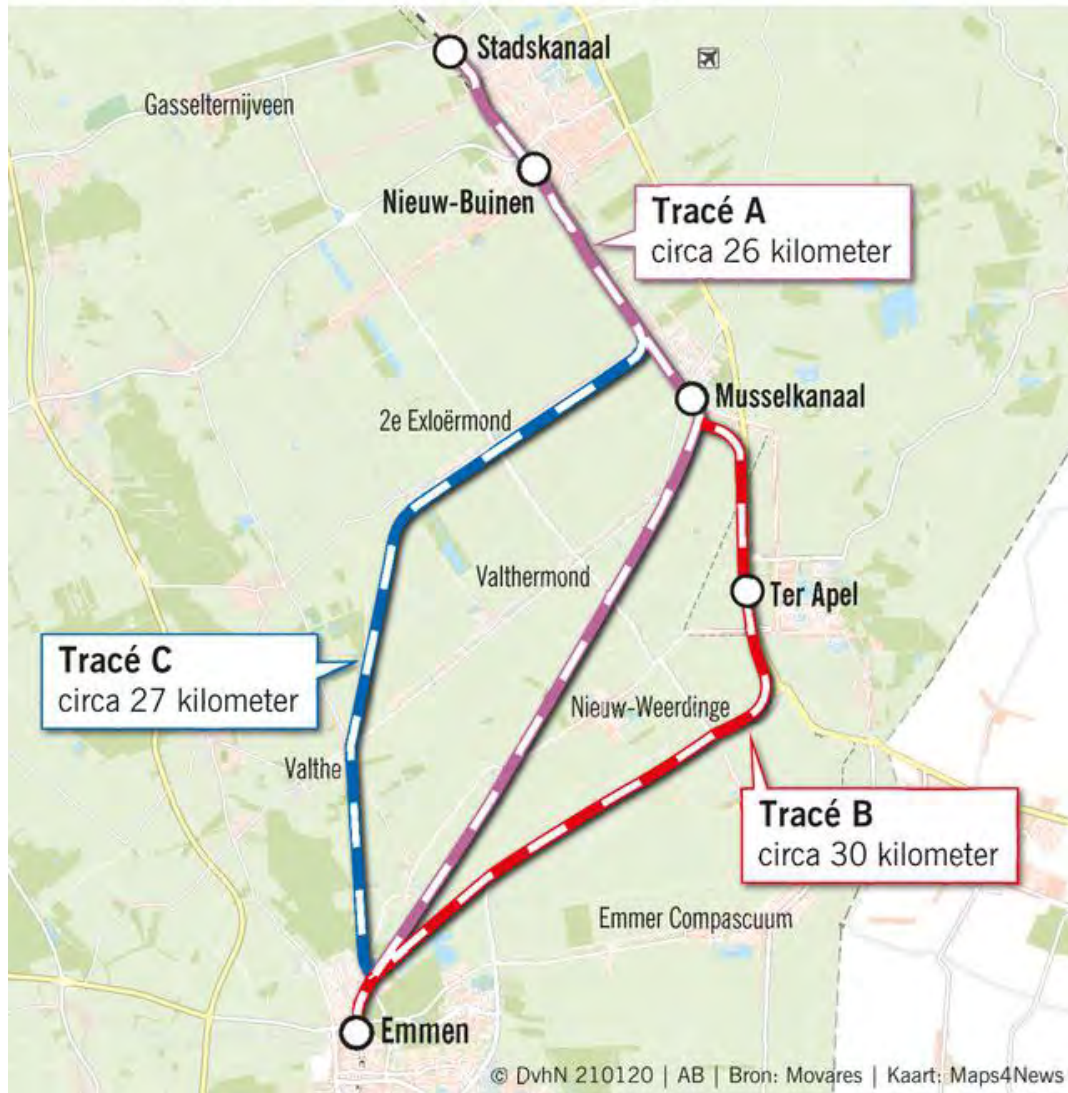 Stadskanaal
Gasselternijveen
Nieuw-Buinen
Tracé A
circa 26 kilometer
Musselkanaal
2e Exloërmond
Valthermond
Ter Apel
Tracé C
circa 27 kilometer
Nieuw-Weerdinge
Valthe
Tracé B
circa 30 kilometer
Emmer Compascuum
Emmen
© DvhN 210120 | AB | Bron: Movares | Kaart: Maps4News